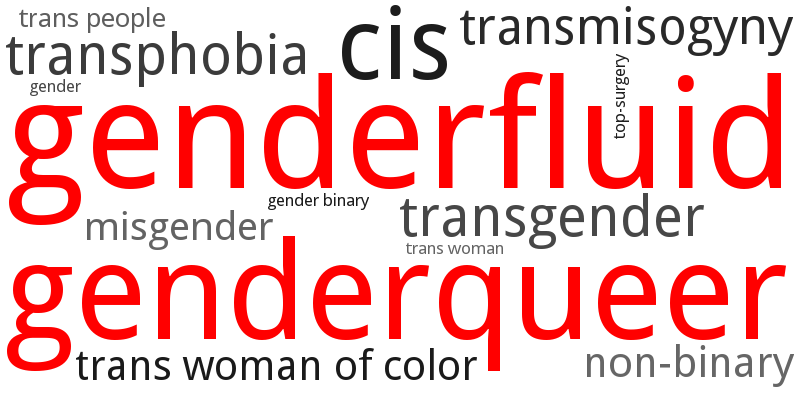 trans people
transphobia
cis
transmisogyny
gender
top-surgery
genderfluid
gender binary
misgender
transgender
trans woman
genderqueer
trans woman of color
non-binary